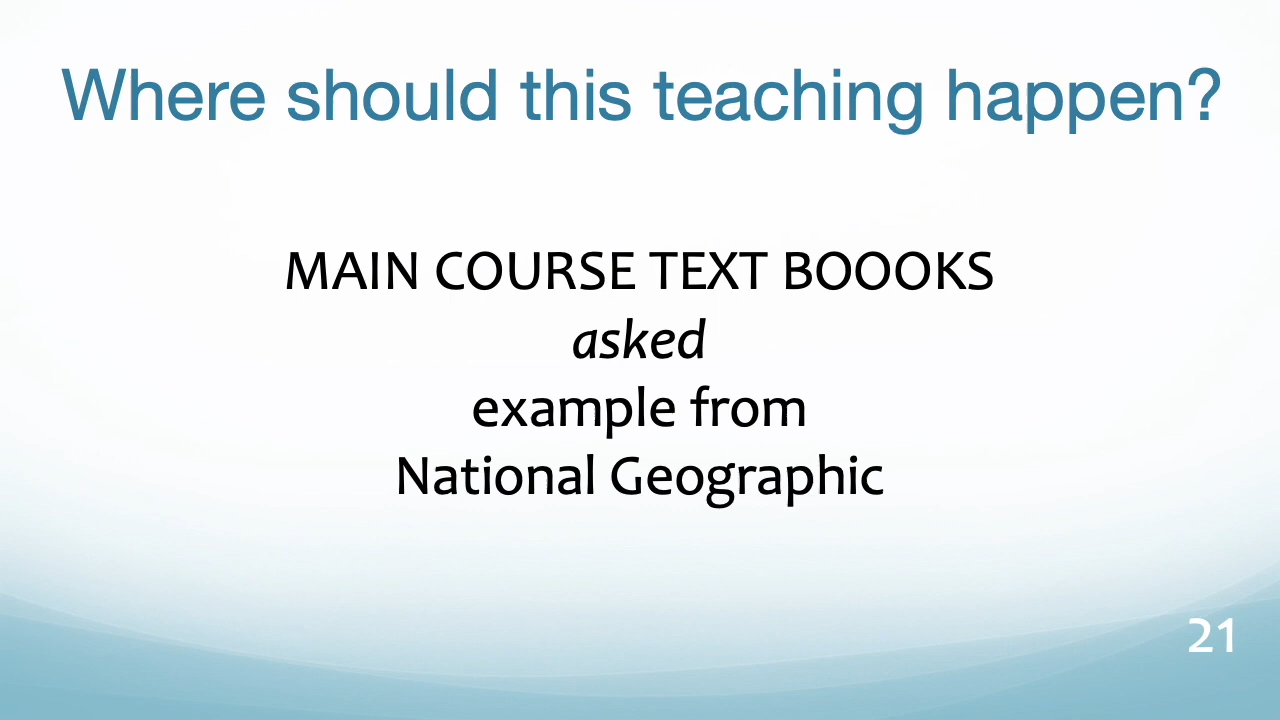 Where should this teaching happen?
MAIN COURSE TEXT BOOOKS
asked
example from
National Geographic
21